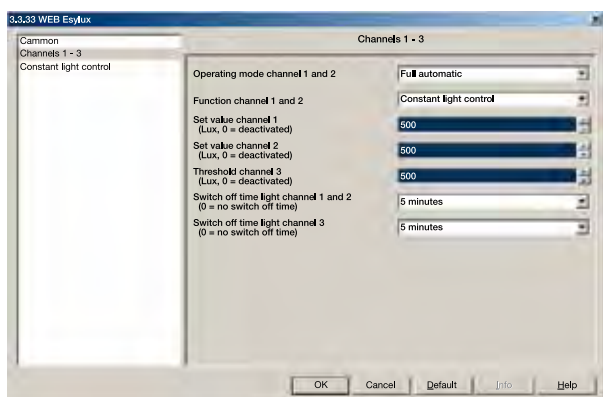 3.3.33 WEB Esylux
Cammon
Channels 1 - 3
Constant light control
Channels 1 - 3
Operating mode channel 1 and 2
Full automatic
Function channel 1 and 2
Constant light control
Set value channel 1
(Lux, 0 = deactivated)
500
Set value channel 2
(Lux, 0 = deactivated)
500
Threshold channel 3
(Lux, 0 = deactivated)
500
Switch off time light channel 1 and 2
(0 = no switch off time)
5 minutes
Switch off time light channel 3
(0 = no switch off time)
5 minutes
OK
Cancel
Default
Info
Help